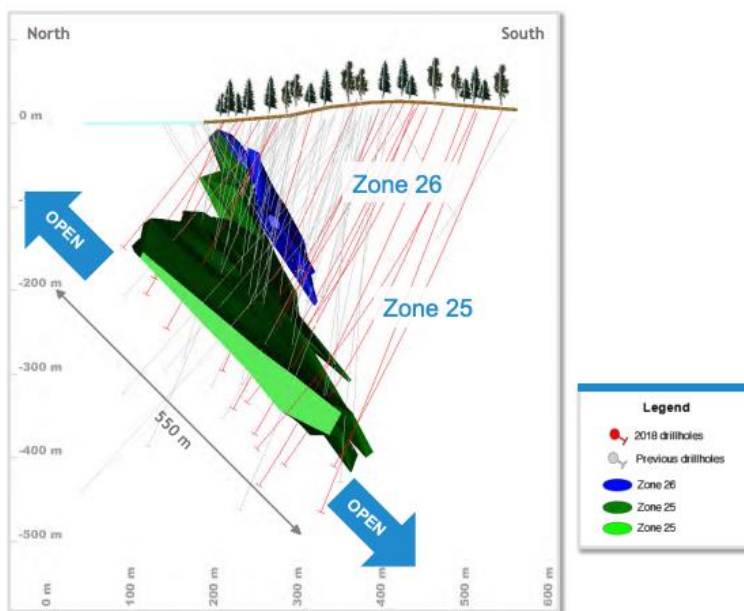 North
South
0 m
Zone 26
OPEN
-200 m
Zone 25
-300 m
550 m
-400 m
OPEN
-500 m
0 m
100 m
200 m
300 m
400 m
500 m
600 m
Legend
2018 drillholes
Previous drillholes
Zone 26
Zone 25
Zone 25